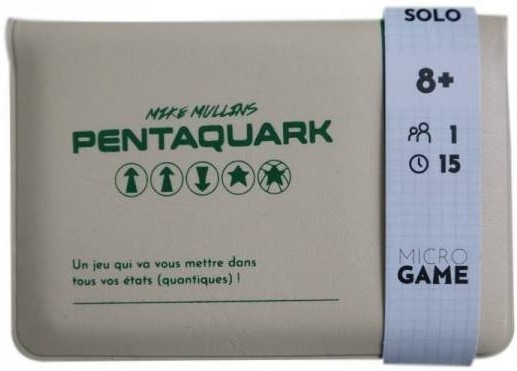 MIKE MULLINS
PENTAQUARK
Un jeu qui va vous mettre dans
tous vos états (quantiques) !
SOLO
8+
1
15
MICRO
GAME